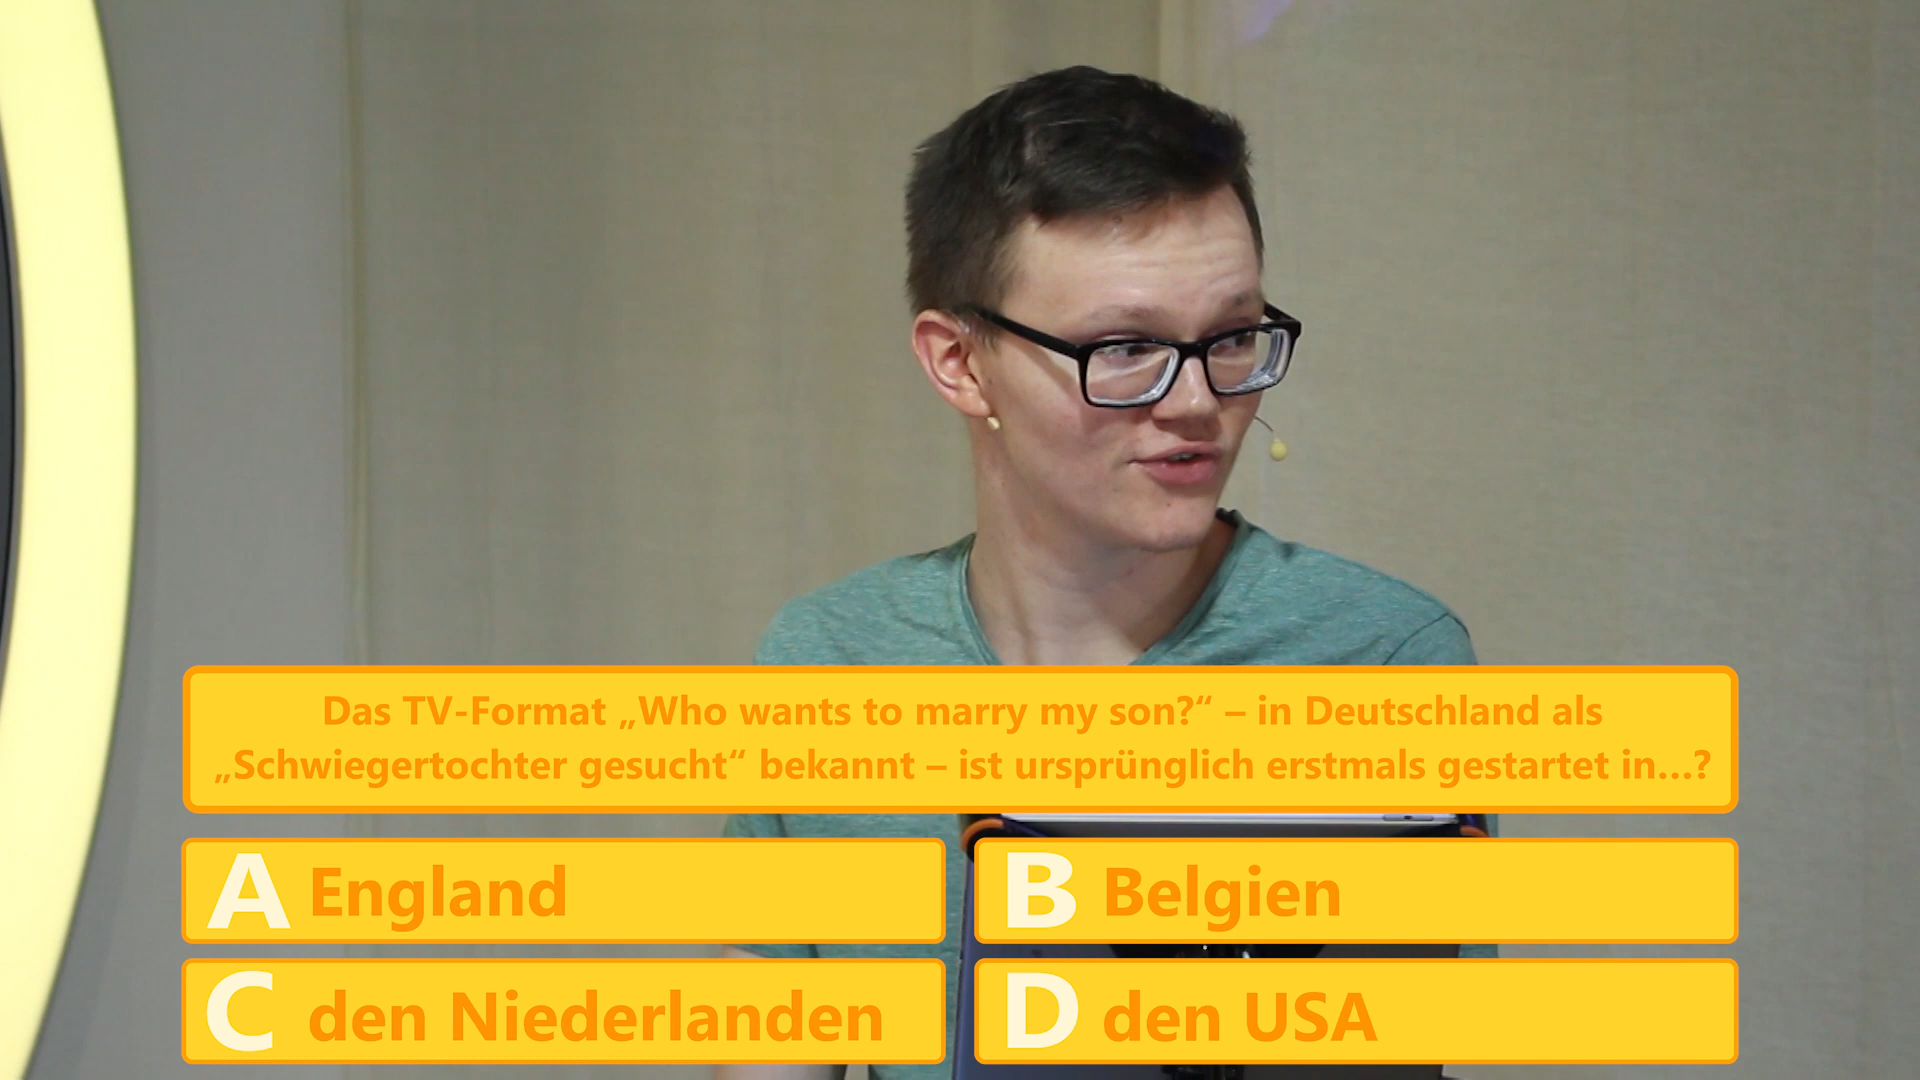 Das TV-Format „Who wants to marry my son?“ – in Deutschland als
„Schwiegertochter gesucht“ bekannt – ist ursprünglich erstmals gestartet in...?
A England
B Belgien
C den Niederlanden
D den USA